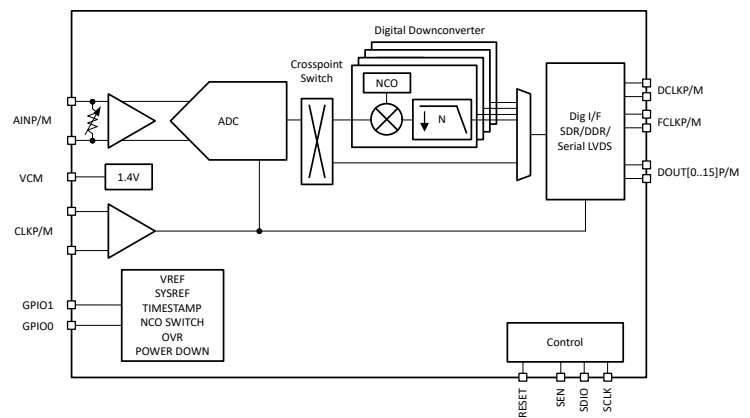 Digital Downconverter
Crosspoint
Switch
NCO
N
ADC
AINP/M
VCM
1.4V
CLKP/M
Dig I/F
SDR/DDR/
Serial LVDS
DCLKP/M
FCLKP/M
DOUT[0..15]P/M
GPIO1
GPIO0
VREF
SYSREF
TIMESTAMP
NCO SWITCH
OVR
POWER DOWN
Control
RESET
SEN
SDIO
SCLK